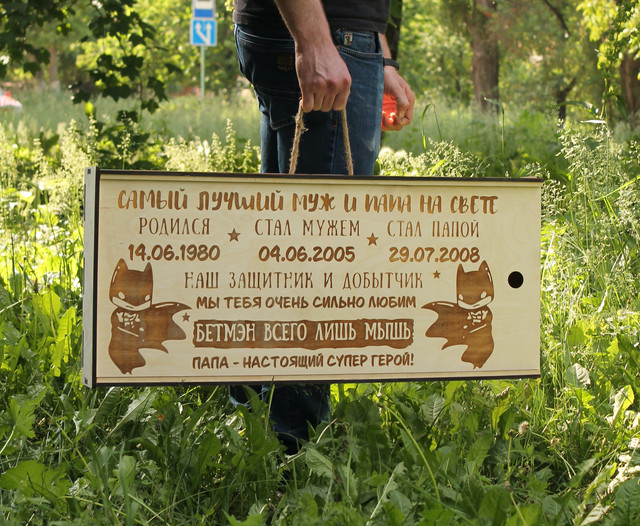 САМЫЙ ЛУЧШИЙ МУЖ И ПАПА НА СВЕТЕ
РОДИЛСЯ СТАЛ МУЖЕМ СТАЛ ПАПОЙ
14.06.1980 04.06.2005 29.07.2008
НАШ ЗАЩИТНИК И ДОБЫТЧИК
МЫ ТЕБЯ ОЧЕНЬ СИЛЬНО ЛЮБИМ
БЕТМЭН ВСЕГО ЛИШЬ МЫШЬ
ПАПА - НАСТОЯЩИЙ СУПЕР ГЕРОЙ!